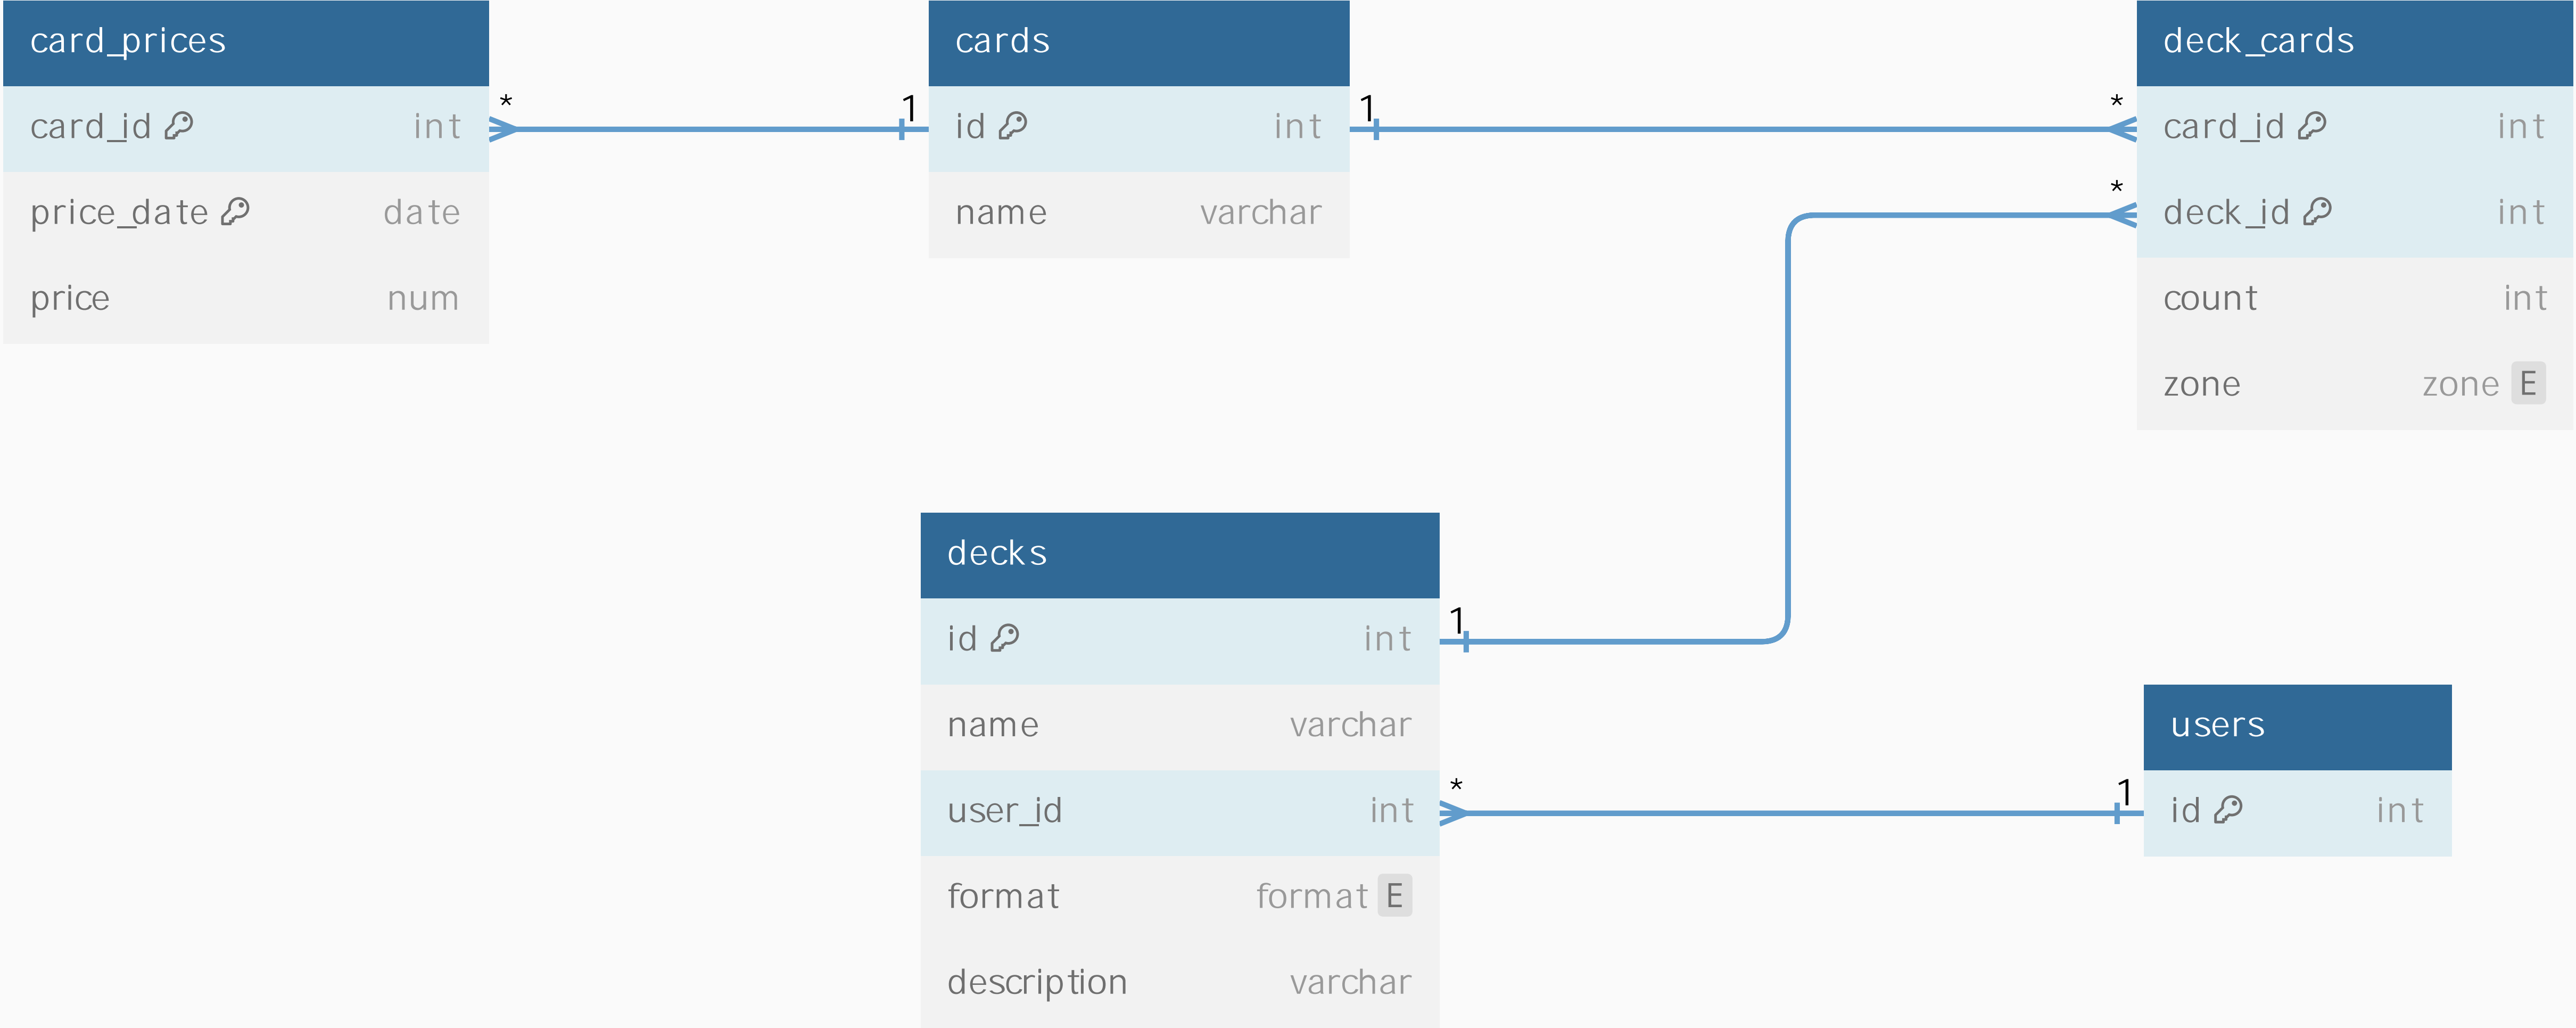 card_prices
card_id int
price_date date
price num
cards
id int
name varchar
deck_cards
card_id int
deck_id int
count int
zone zone E
* 1 1 *
*
decks
id int
name varchar
user_id int
format format E
description varchar
1
* 1
users
id int